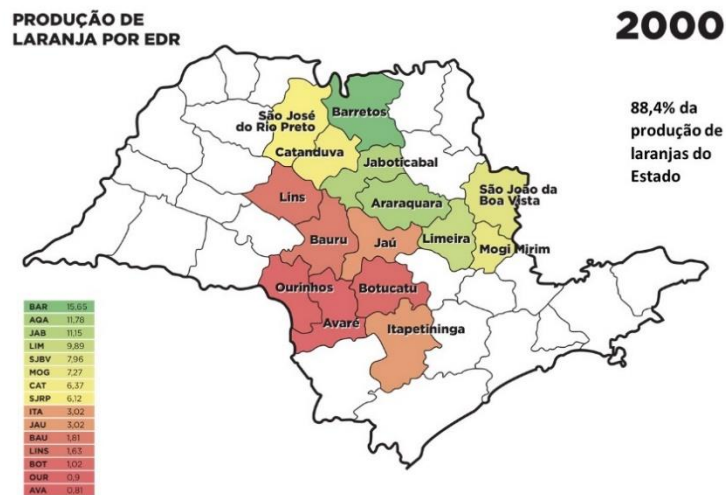 PRODUÇÃO DE
LARANJA POR EDR
2000
88,4% da
produção de
laranjas do
Estado
São José
do Rio Preto
Barretos
Catanduva
Jaboticabal
São João da
Boa Vista
Lins
Araraquara
Bauru
Jaú
Limeira
Mogi Mirim
Ourinhos
Botucatu
Avaré
Itapetininga
BAR 15,65
AQA 11,78
JAB 11,15
LIM 9,89
SJBV 7,96
MOG 7,27
CAT 6,37
SJRP 6,12
ITA 3,02
JAU 3,02
BAU 1,81
LINS 1,63
BOT 1,02
OUR 0,9
AVA 0,81